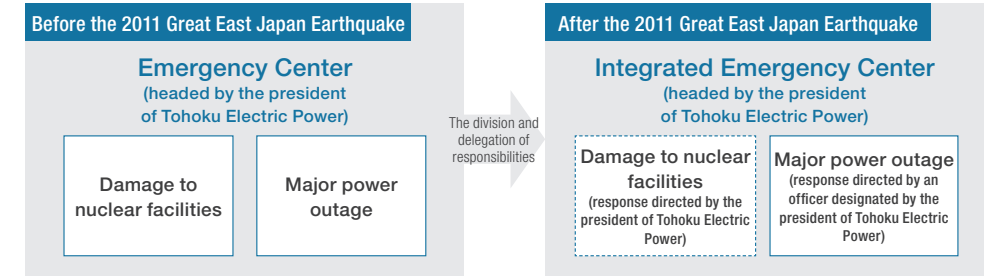 Before the 2011 Great East Japan Earthquake
Emergency Center
(headed by the president
of Tohoku Electric Power)
Damage to
nuclear facilities
Major power
outage
The division and
delegation of
responsibilities
After the 2011 Great East Japan Earthquake
Integrated Emergency Center
(headed by the president
of Tohoku Electric Power)
Damage to nuclear
facilities
(response directed by the
president of Tohoku Electric
Power)
Major power outage
(response directed by an
officer designated by the
president of Tohoku Electric
Power)